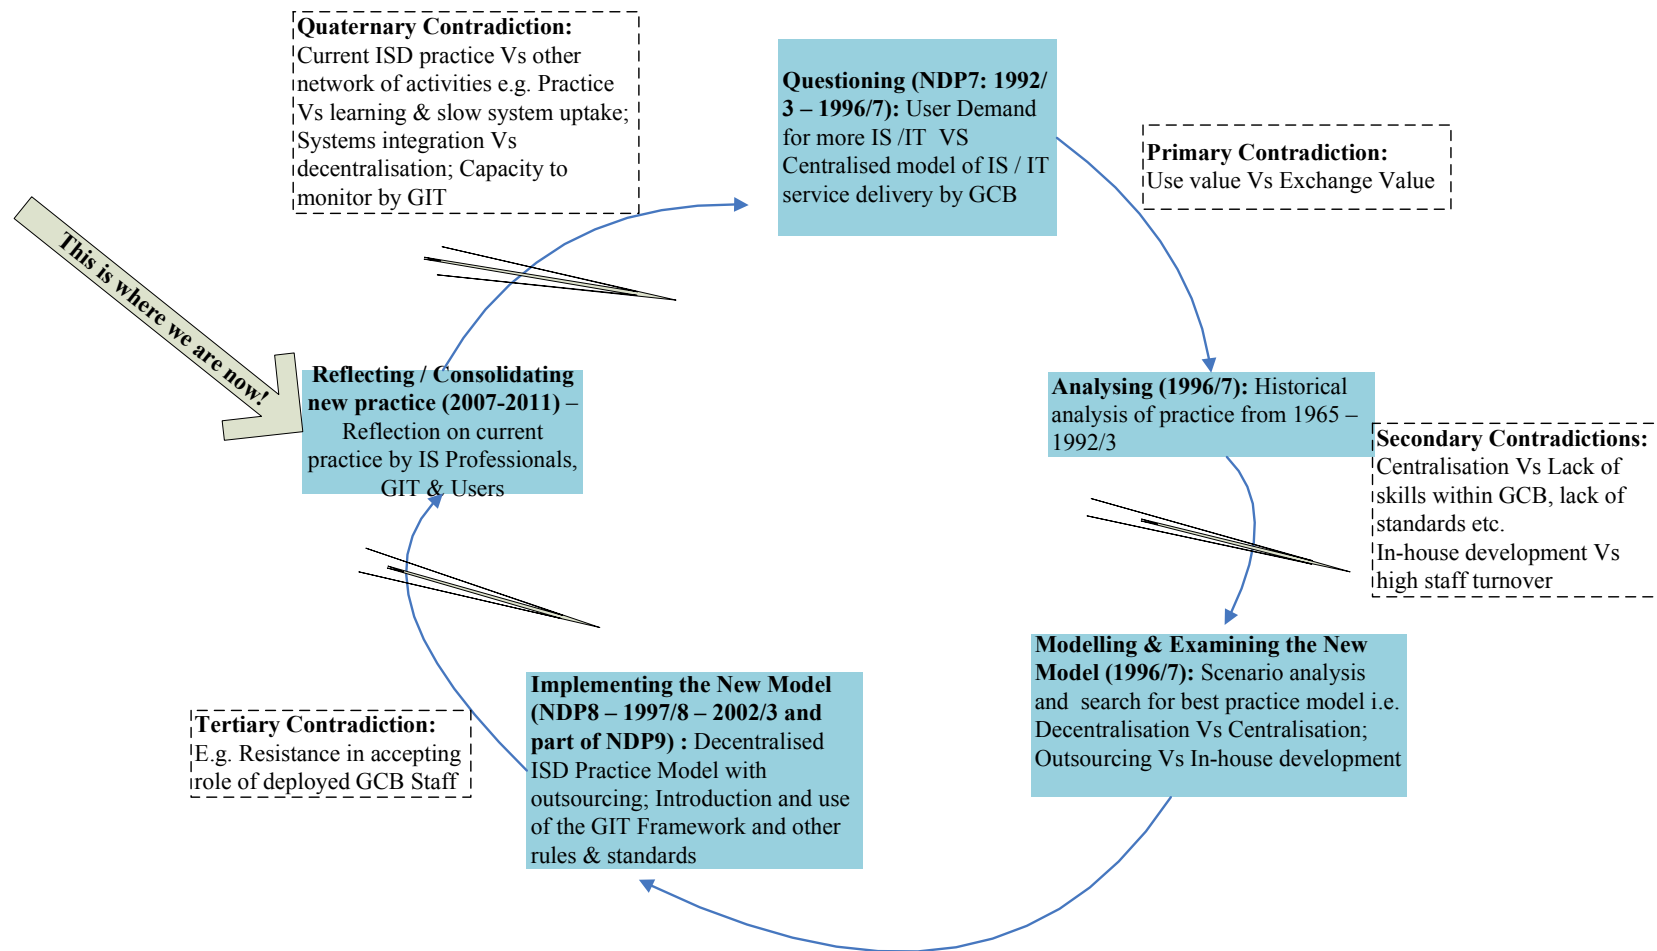 Quaternary Contradiction:
Current ISD practice Vs other
network of activities e.g. Practice
Vs learning & slow system uptake;
Systems integration Vs
decentralisation; Capacity to
monitor by GIT
Questioning (NDP7: 1992/
3 – 1996/7): User Demand
for more IS /IT VS
Centralised model of IS / IT
service delivery by GCB
Primary Contradiction:
Use value Vs Exchange Value
This is where we are now!
Reflecting / Consolidating
new practice (2007-2011) –
Reflection on current
practice by IS Professionals,
GIT & Users
Analysing (1996/7): Historical
analysis of practice from 1965 –
1992/3
Secondary Contradictions:
Centralisation Vs Lack of
skills within GCB, lack of
standards etc.
In-house development Vs
high staff turnover
Modelling & Examining the New
Model (1996/7): Scenario analysis
and search for best practice model i.e.
Decentralisation Vs Centralisation;
Outsourcing Vs In-house development
Implementing the New Model
(NDP8 – 1997/8 – 2002/3 and
part of NDP9) : Decentralised
ISD Practice Model with
outsourcing; Introduction and use
of the GIT Framework and other
rules & standards
Tertiary Contradiction:
E.g. Resistance in accepting
role of deployed GCB Staff